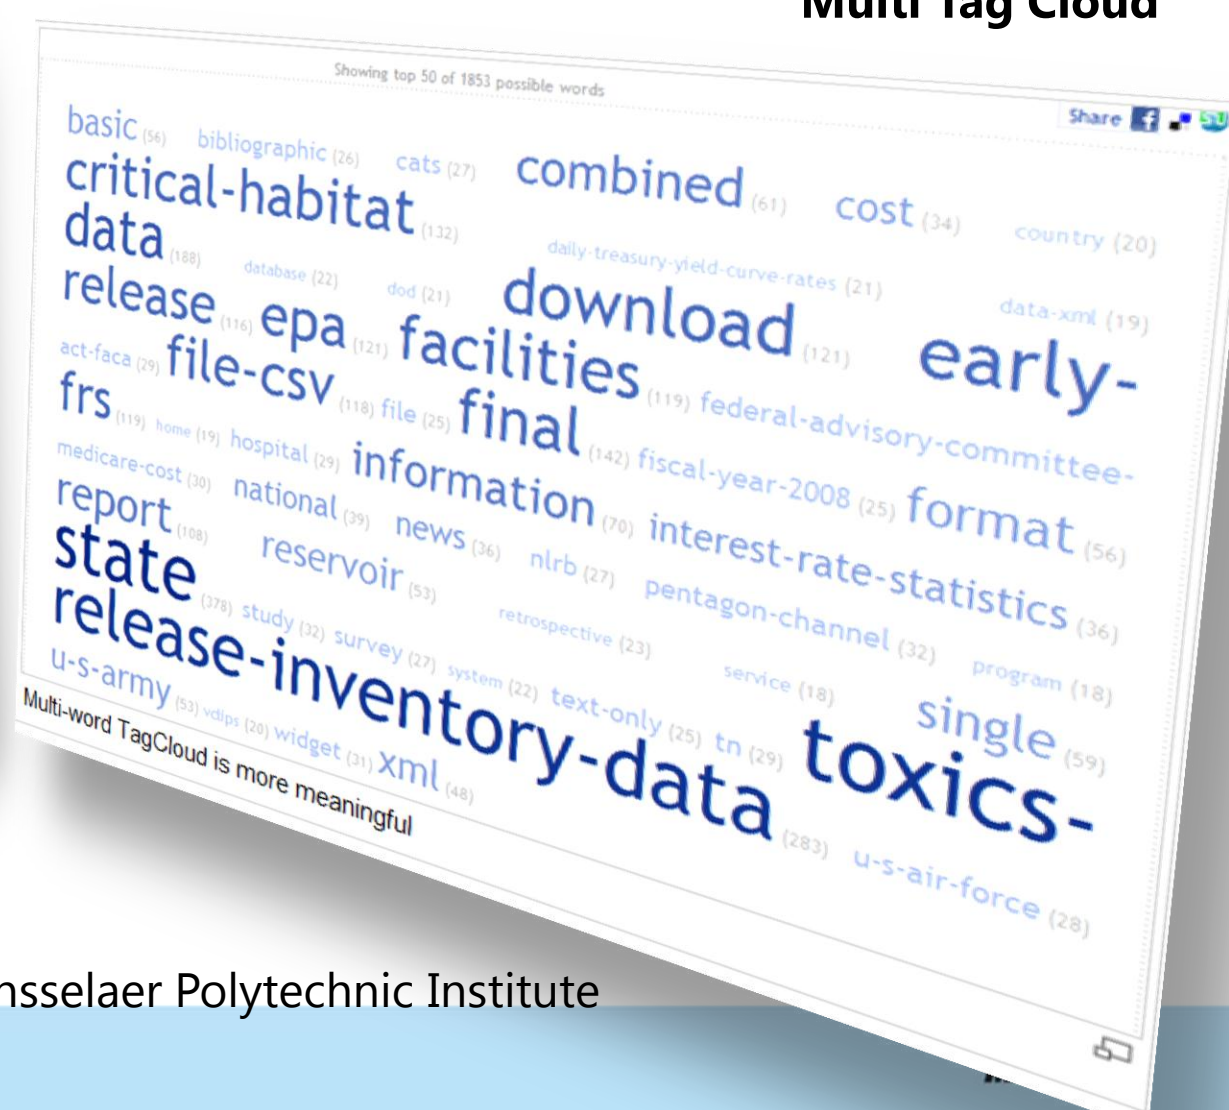 Multi Tag Cloud
Showing top 50 of 1853 possible words
Share
basic (56) bibliographic (26) cats (27) combined (61) cost (34) country (20)
critical-habitat (132) daily-treasury-yield-curve-rates (21) data-xml (19)
data (188) database (22) dod (21) download (121) early-
release (116) epa (121) facilities (119) federal-advisory-committee-
act-faca (29) file-csv (118) file (25) final (142) fiscal-year-2008 (25) format (56)
frs (119) home (19) hospital (29) information (70) interest-rate-statistics (36)
medicare-cost (30) national (39) news (36) nlrb (27) pentagon-channel (32) program (18)
report (108) reservoir (53) retrospective (23) service (18) single (59)
state (378) study (32) survey (27) system (22) text-only (25) tn (29) toxics-
release-inventory-data (283) u-s-air-force (28)
u-s-army (53) vdips (20) widget (31) xml (48)
Multi-word TagCloud is more meaningful
nsselaer Polytechnic Institute